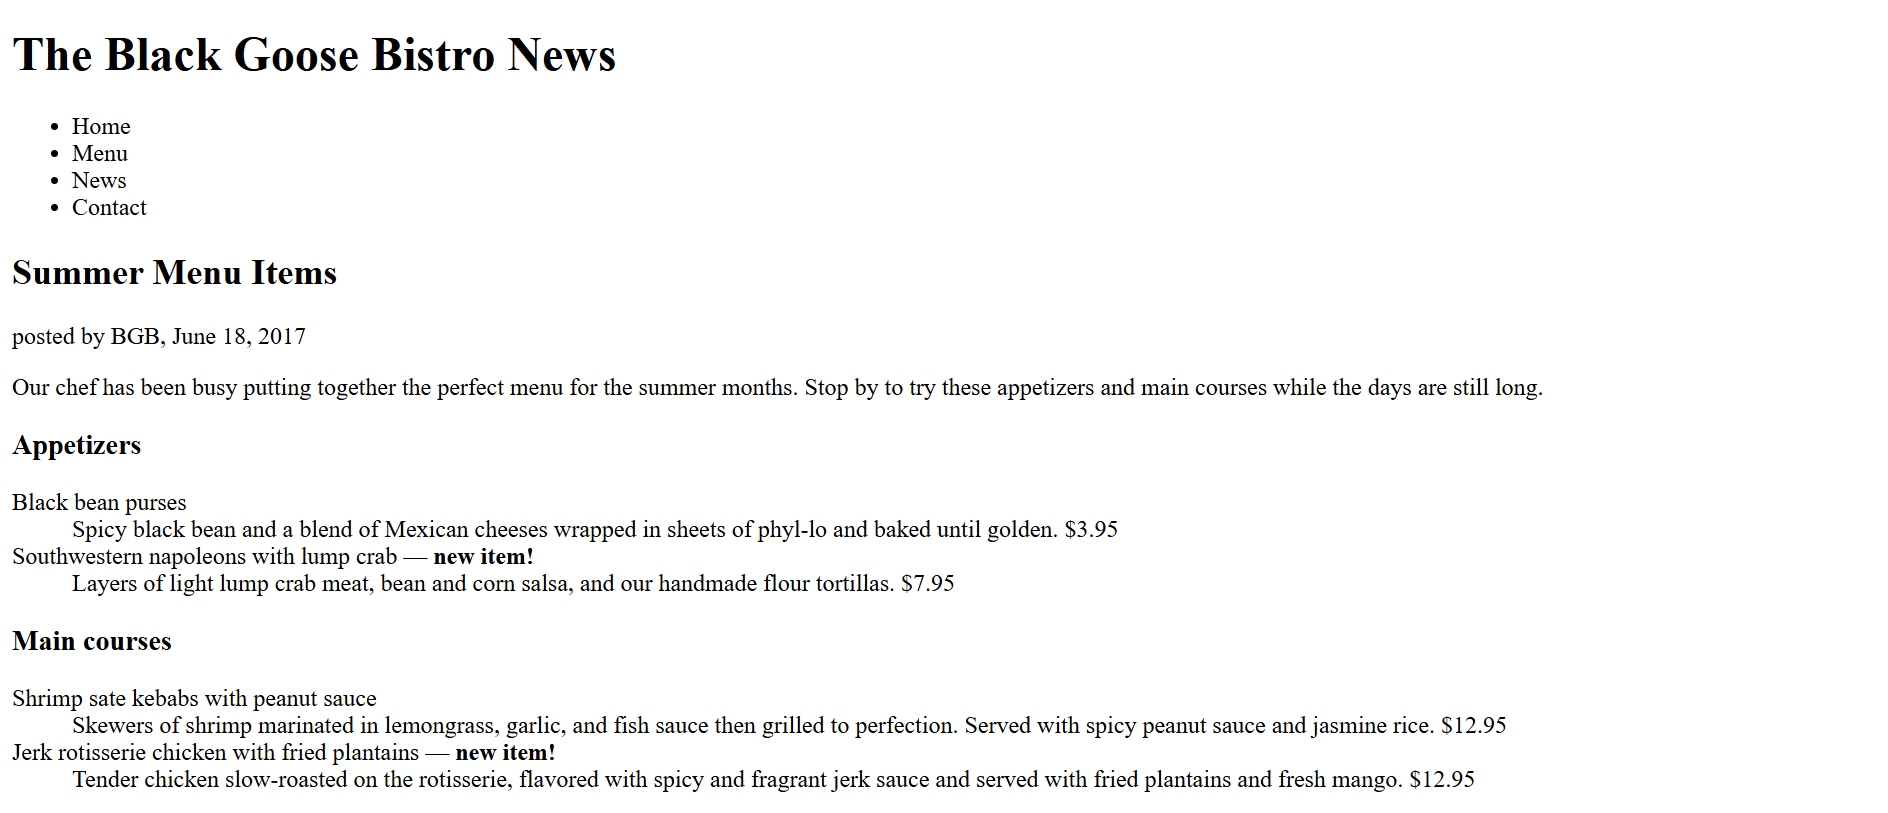 The Black Goose Bistro News
• Home
• Menu
• News
• Contact
Summer Menu Items
posted by BGB, June 18, 2017
Our chef has been busy putting together the perfect menu for the summer months. Stop by to try these appetizers and main courses while the days are still long.
Appetizers
Black bean purses
Spicy black bean and a blend of Mexican cheeses wrapped in sheets of phyl-lo and baked until golden. $3.95
Southwestern napoleons with lump crab — new item!
Layers of light lump crab meat, bean and corn salsa, and our handmade flour tortillas. $7.95
Main courses
Shrimp sate kebabs with peanut sauce
Skewers of shrimp marinated in lemongrass, garlic, and fish sauce then grilled to perfection. Served with spicy peanut sauce and jasmine rice. $12.95
Jerk rotisserie chicken with fried plantains — new item!
Tender chicken slow-roasted on the rotisserie, flavored with spicy and fragrant jerk sauce and served with fried plantains and fresh mango. $12.95